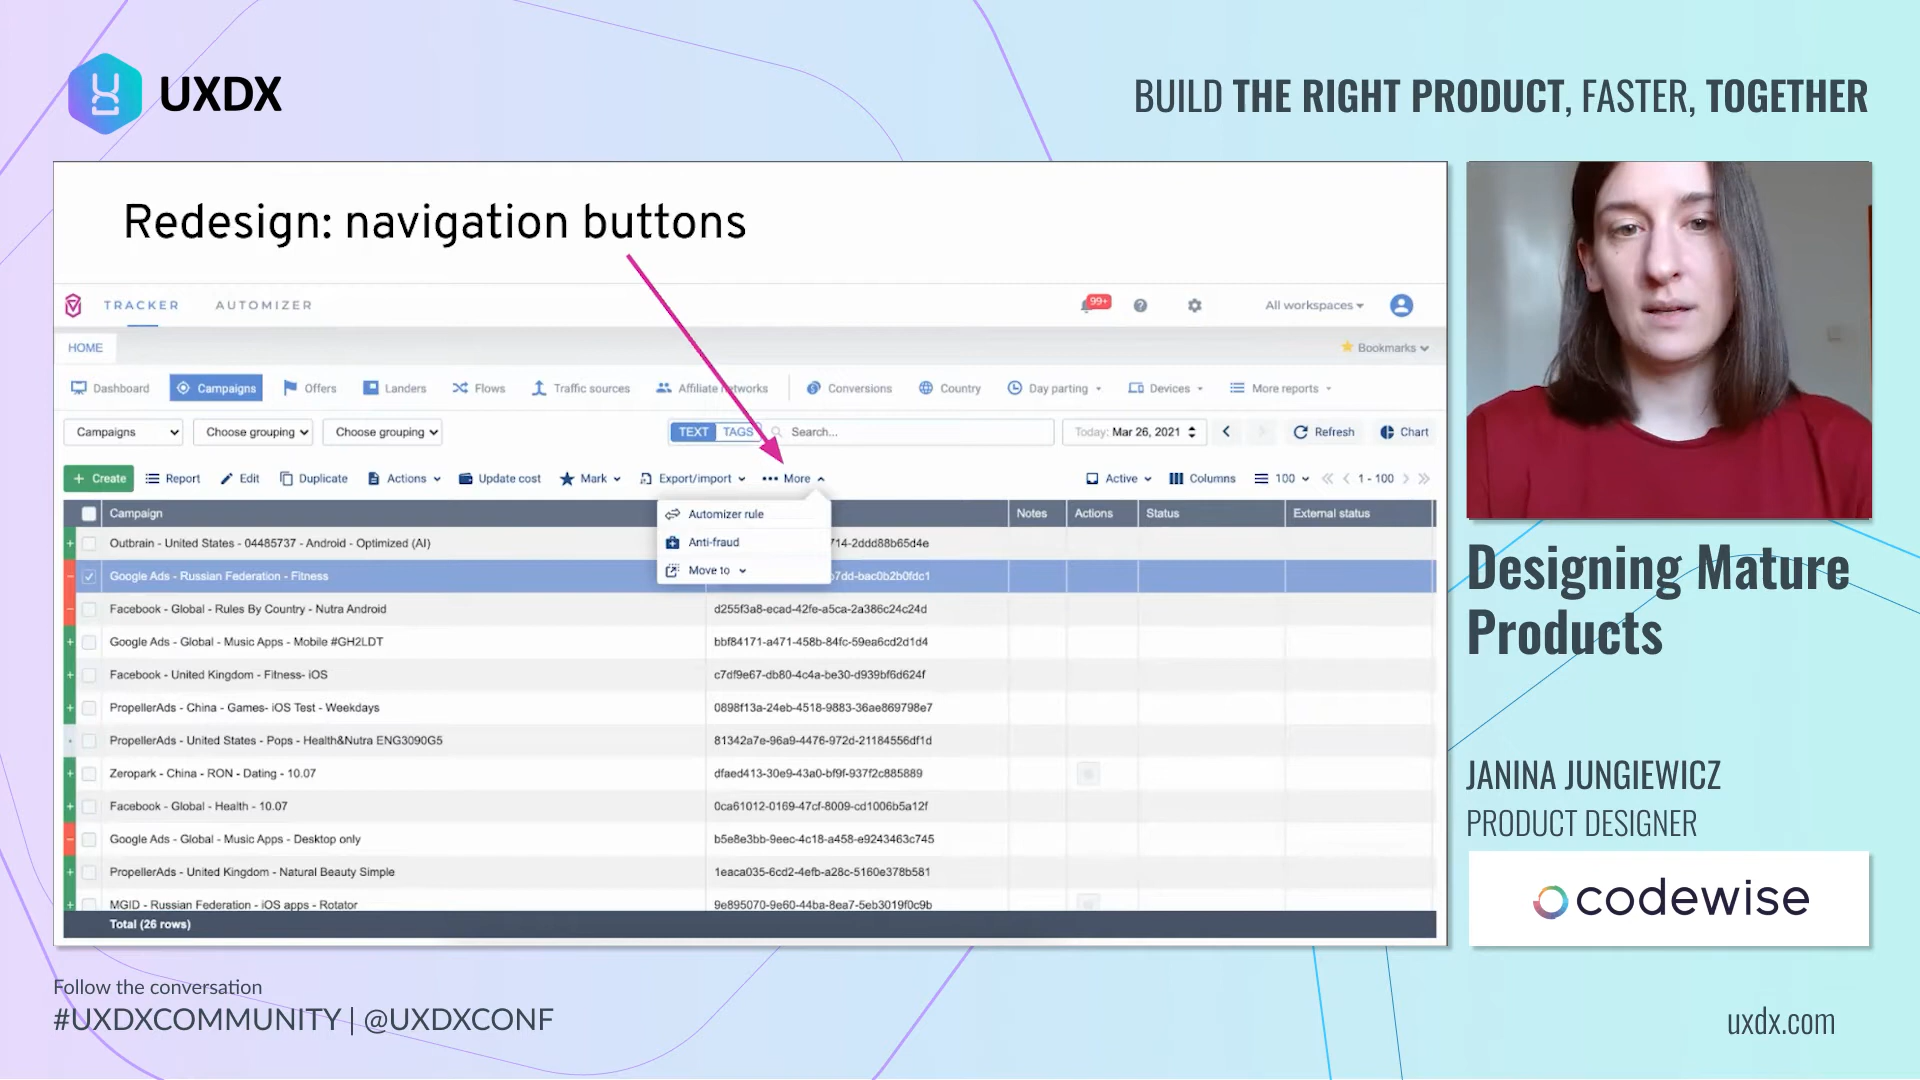 UXDX
BUILD THE RIGHT PRODUCT, FASTER, TOGETHER
Redesign: navigation buttons
TRACKER AUTOMIZER 99+ All workspaces
HOME Bookmarks
Dashboard Campaigns Offers Landers Flows Traffic sources Affiliate networks Conversions Country Day parting Devices More reports
Campaigns Choose grouping Choose grouping TEXT TAGS Search... Today: Mar 26, 2021 Refresh Chart
+ Create Report Edit Duplicate Actions Update cost Mark Export/import More Active Columns 100 1 - 100
Automizer rule
Anti-fraud
Move to
Campaign Notes Actions Status External status
Outbrain - United States - 04485737 - Android - Optimized (AI) 714-2ddd88b65d4e
Google Ads - Russian Federation - Fitness 7dd-bac0b2b0fdc1
Facebook - Global - Rules By Country - Nutra Android d255f3a8-ecad-42fe-a5ca-2a386c24c24d
Google Ads - Global - Music Apps - Mobile #GH2LDT bbf84171-a471-458b-84fc-59ea6cd2d1d4
Facebook - United Kingdom - Fitness- iOS c7df9e67-db80-4c4a-be30-d939bf6d624f
PropellerAds - China - Games- iOS Test - Weekdays 0898f13a-24eb-4518-9883-36ae869798e7
PropellerAds - United States - Pops - Health&Nutra ENG3090G5 81342a7e-96a9-4476-972d-21184556df1d
Zeropark - China - RON - Dating - 10.07 dfaed413-30e9-43a0-bf9f-937f2c885889
Facebook - Global - Health - 10.07 0ca61012-0169-47cf-8009-cd1006b5a12f
Google Ads - Global - Music Apps - Desktop only b5e8e3bb-9eec-4c18-a458-e9243463c745
PropellerAds - United Kingdom - Natural Beauty Simple 1eaca035-6cd2-4efb-a28c-5160e378b581
MGID - Russian Federation - iOS apps - Rotator 9e895070-9e60-44ba-8ea7-5eb3019f0c9b
Total (26 rows)
Designing Mature
Products
JANINA JUNGIEWICZ
PRODUCT DESIGNER
codewise
Follow the conversation
#UXDXCOMMUNITY | @UXDXCONF
uxdx.com